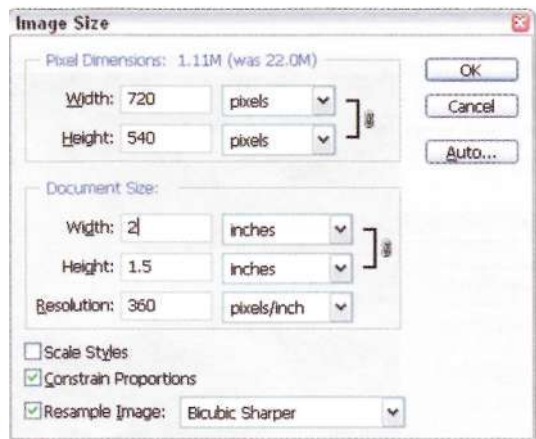 Image Size
Pixel Dimensions: 1.11M (was 22.0M)
Width: 720 pixels
Height: 540 pixels
Document Size:
Width: 2 inches
Height: 1.5 inches
Resolution: 360 pixels/inch
Scale Styles
Constrain Proportions
Resample Image: Bicubic Sharper
OK
Cancel
Auto...